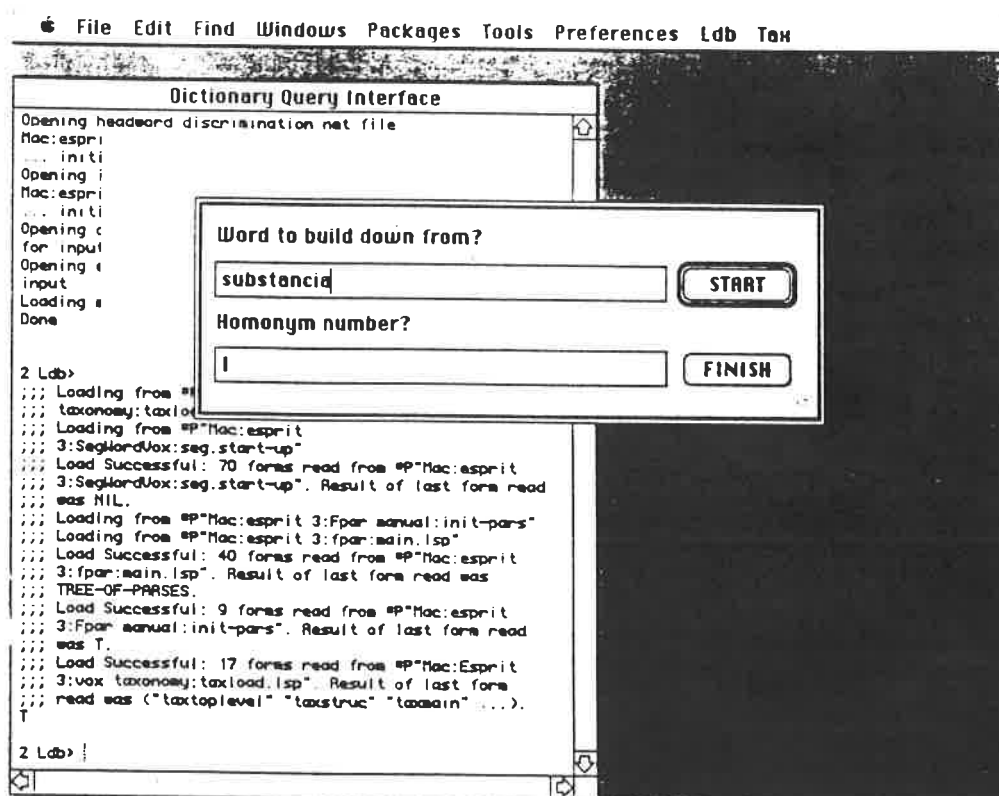 File Edit Find Windows Packages Tools Preferences Ldb Tax
Dictionary Query Interface
Opening headword discrimination net file
Mac:espri
... initi
Opening i
Mac:espri
... initi
Opening
for input
Opening
input
Loading
Done
Word to build down from?
substancia
START
Homonym number?
FINISH
2 Ldb>
;;; Loading from
;;; taxonomy:taxlo
;;; Loading from #P"Mac:esprit
;;; 3:SegWordVox:seg.start-up"
;;; Load Successful: 70 forms read from #P"Mac:esprit
;;; 3:SegWordVox:seg.start-up". Result of last form read
;;; was NIL.
;;; Loading from #P"Mac:esprit 3:Fpar manual:init-pars"
;;; Loading from #P"Mac:esprit 3:fpar:main.lsp"
;;; Load Successful: 40 forms read from #P"Mac:esprit
;;; 3:fpar:main.lsp". Result of last form read was
;;; TREE-OF-PARSES.
;;; Load Successful: 9 forms read from #P"Mac:esprit
;;; 3:Fpar manual:init-pars". Result of last form read
;;; was T.
;;; Load Successful: 17 forms read from #P"Mac:Esprit
;;; 3:vox taxonomy:taxload.lsp". Result of last form
;;; read was ("taxtoplevel" "taxstruc" "taxmain" ...).
T
2 Ldb>